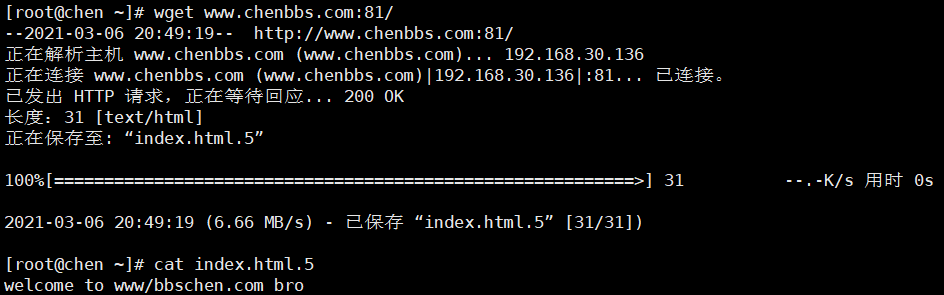 [root@chen ~]# wget www.chenbbs.com:81/
--2021-03-06 20:49:19--  http://www.chenbbs.com:81/
正在解析主机 www.chenbbs.com (www.chenbbs.com)... 192.168.30.136
正在连接 www.chenbbs.com (www.chenbbs.com)|192.168.30.136|:81... 已连接。
已发出 HTTP 请求，正在等待回应... 200 OK
长度：31 [text/html]
正在保存至: “index.html.5”
100%[==========================================================>] 31          --.-K/s 用时 0s
2021-03-06 20:49:19 (6.66 MB/s) - 已保存 “index.html.5” [31/31])
[root@chen ~]# cat index.html.5
welcome to www/bbschen.com bro